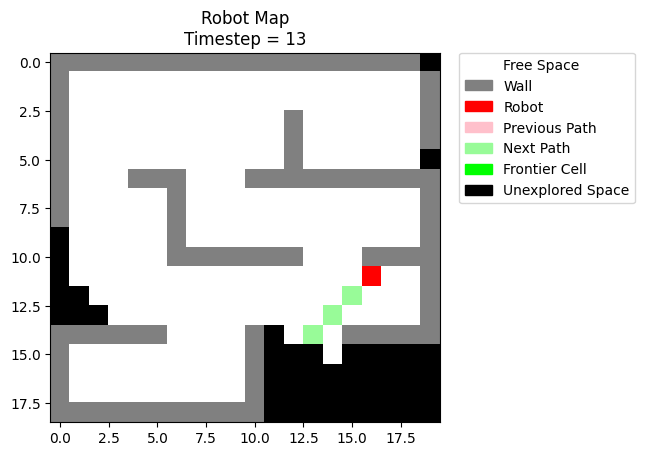 Robot Map
Timestep = 13
0.0
2.5
5.0
7.5
10.0
12.5
15.0
17.5
0.0
2.5
5.0
7.5
10.0
12.5
15.0
17.5
Free Space
Wall
Robot
Previous Path
Next Path
Frontier Cell
Unexplored Space